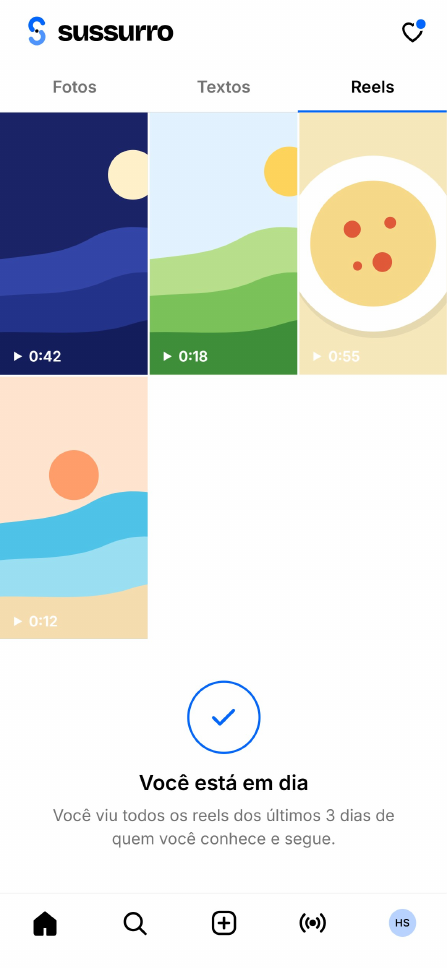 sussurro
Fotos
Textos
Reels
0:42
0:18
0:55
0:12
Você está em dia
Você viu todos os reels dos últimos 3 dias de
quem você conhece e segue.
HS